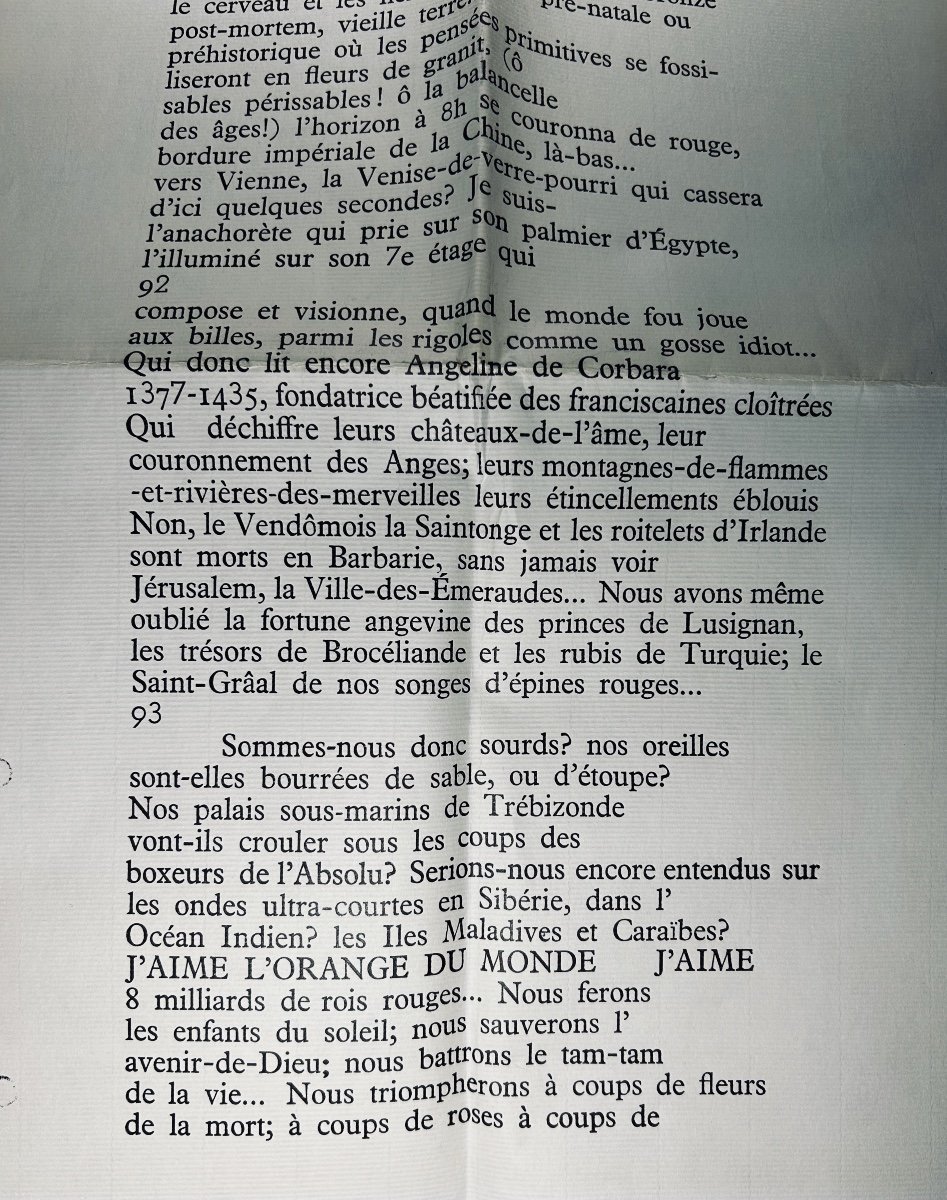 le cerveau et les
post-mortem, vieille terre pré-natale ou
préhistorique où les pensées primitives se fossi-
liseront en fleurs de granit, (ô
sables périssables! ô la balancelle
des âges!) l'horizon à 8h se couronna de rouge,
bordure impériale de la Chine, là-bas...
vers Vienne, la Venise-de-verre-pourri qui cassera
d'ici quelques secondes? Je suis-
l'anachorète qui prie sur son palmier d'Égypte,
l'illuminé sur son 7e étage qui
92
compose et visionne, quand le monde fou joue
aux billes, parmi les rigoles comme un gosse idiot...
Qui donc lit encore Angeline de Corbara
1377-1435, fondatrice béatifiée des franciscaines cloîtrées
Qui déchiffre leurs châteaux-de-l'âme, leur
couronnement des Anges; leurs montagnes-de-flammes
-et-rivières-des-merveilles leurs étincellements éblouis
Non, le Vendômois la Saintonge et les roitelets d'Irlande
sont morts en Barbarie, sans jamais voir
Jérusalem, la Ville-des-Émeraudes... Nous avons même
oublié la fortune angevine des princes de Lusignan,
les trésors de Brocéliande et les rubis de Turquie; le
Saint-Grâal de nos songes d'épines rouges...
93
Sommes-nous donc sourds? nos oreilles
sont-elles bourrées de sable, ou d'étoupe?
Nos palais sous-marins de Trébizonde
vont-ils crouler sous les coups des
boxeurs de l'Absolu? Serions-nous encore entendus sur
les ondes ultra-courtes en Sibérie, dans l'
Océan Indien? les Iles Maladives et Caraïbes?
J'AIME L'ORANGE DU MONDE J'AIME
8 milliards de rois rouges... Nous ferons
les enfants du soleil; nous sauverons l'
avenir-de-Dieu; nous battrons le tam-tam
de la vie... Nous triompherons à coups de fleurs
de la mort; à coups de roses à coups de